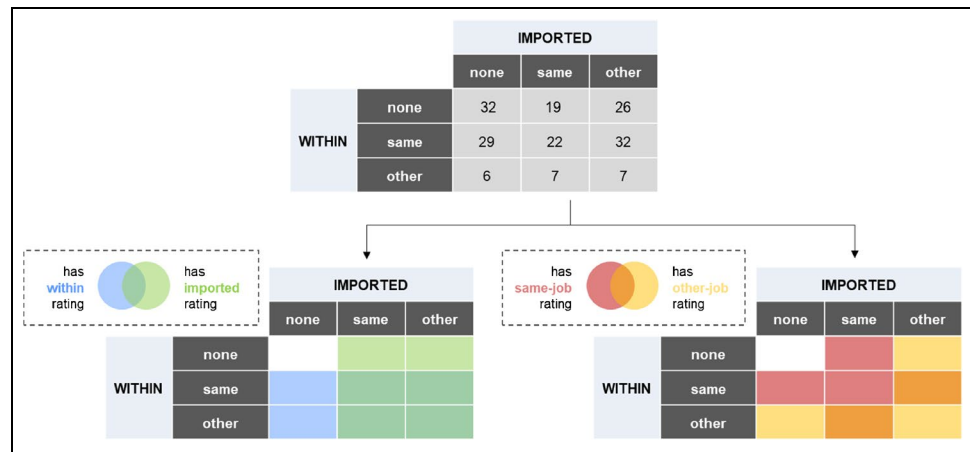 IMPORTED
none same other
none 32 19 26
WITHIN same 29 22 32
other 6 7 7
has within rating
has imported rating
IMPORTED
none same other
none
WITHIN same
other
has same-job rating
has other-job rating
IMPORTED
none same other
none
WITHIN same
other